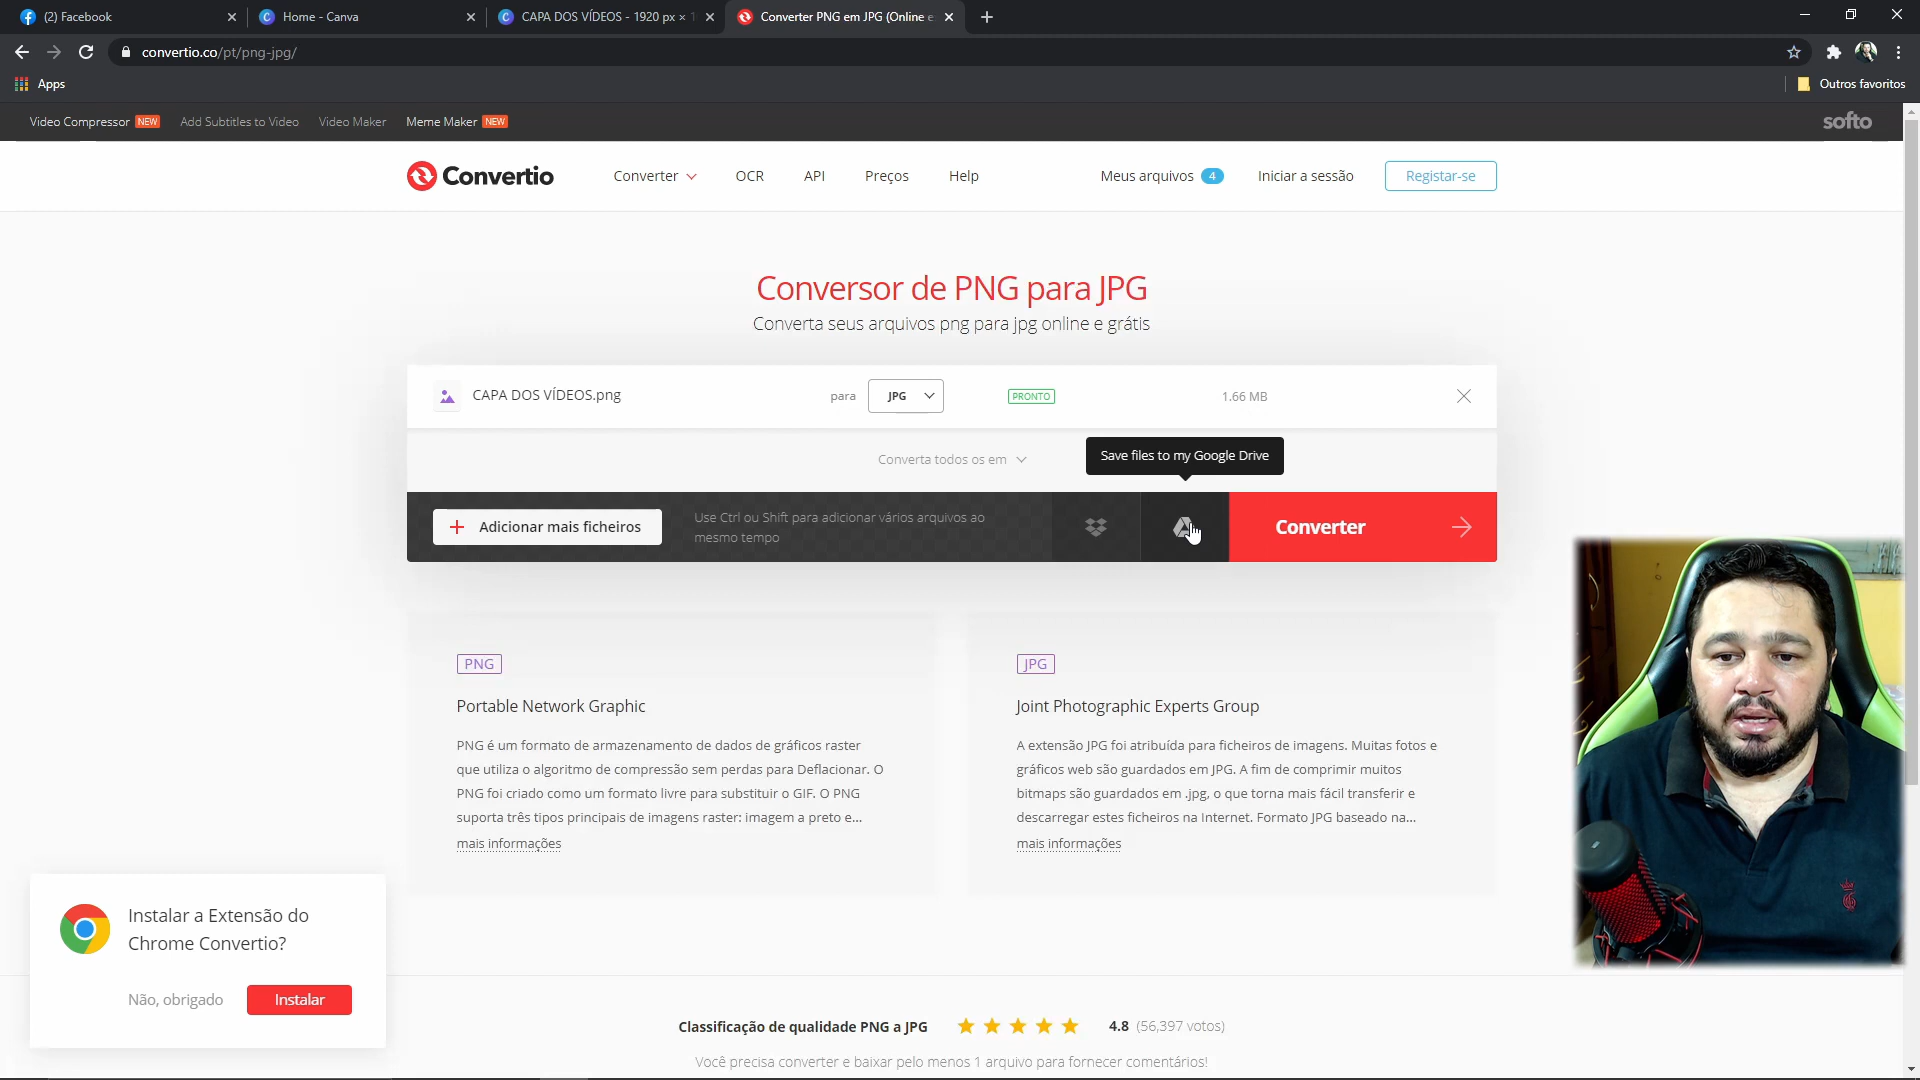 (2) Facebook
Home - Canva
CAPA DOS VÍDEOS - 1920 px ×
Converter PNG em JPG (Online e
convertio.co/pt/png-jpg/
Apps
Outros favoritos
Video Compressor NEW
Add Subtitles to Video
Video Maker
Meme Maker NEW
softo
Convertio
Converter
OCR
API
Preços
Help
Meus arquivos 4
Iniciar a sessão
Registar-se
Conversor de PNG para JPG
Converta seus arquivos png para jpg online e grátis
CAPA DOS VÍDEOS.png
para
JPG
PRONTO
1.66 MB
Converta todos os em
Save files to my Google Drive
Adicionar mais ficheiros
Use Ctrl ou Shift para adicionar vários arquivos ao
mesmo tempo
Converter
PNG
Portable Network Graphic
PNG é um formato de armazenamento de dados de gráficos raster
que utiliza o algoritmo de compressão sem perdas para Deflacionar. O
PNG foi criado como um formato livre para substituir o GIF. O PNG
suporta três tipos principais de imagens raster: imagem a preto e...
mais informações
JPG
Joint Photographic Experts Group
A extensão JPG foi atribuída para ficheiros de imagens. Muitas fotos e
gráficos web são guardados em JPG. A fim de comprimir muitos
bitmaps são guardados em .jpg, o que torna mais fácil transferir e
descarregar estes ficheiros na Internet. Formato JPG baseado na...
mais informações
Instalar a Extensão do
Chrome Convertio?
Não, obrigado
Instalar
Classificação de qualidade PNG a JPG
4.8 (56,397 votos)
Você precisa converter e baixar pelo menos 1 arquivo para fornecer comentários!